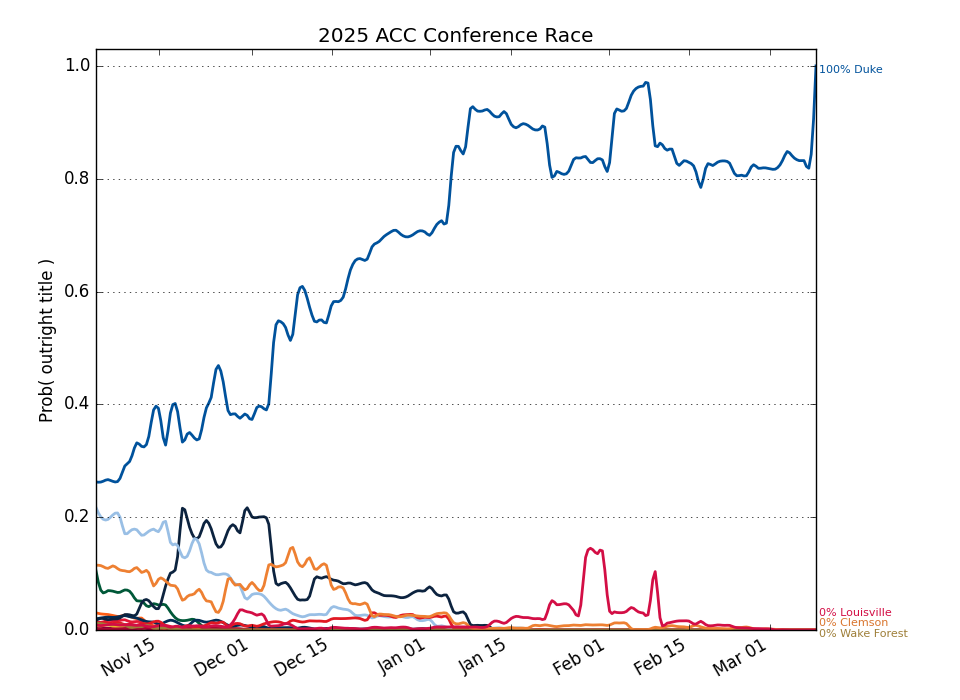 2025 ACC Conference Race
Prob( outright title )
1.0
0.8
0.6
0.4
0.2
0.0
100% Duke
0% Louisville
0% Clemson
0% Wake Forest
Nov 15
Dec 01
Dec 15
Jan 01
Jan 15
Feb 01
Feb 15
Mar 01